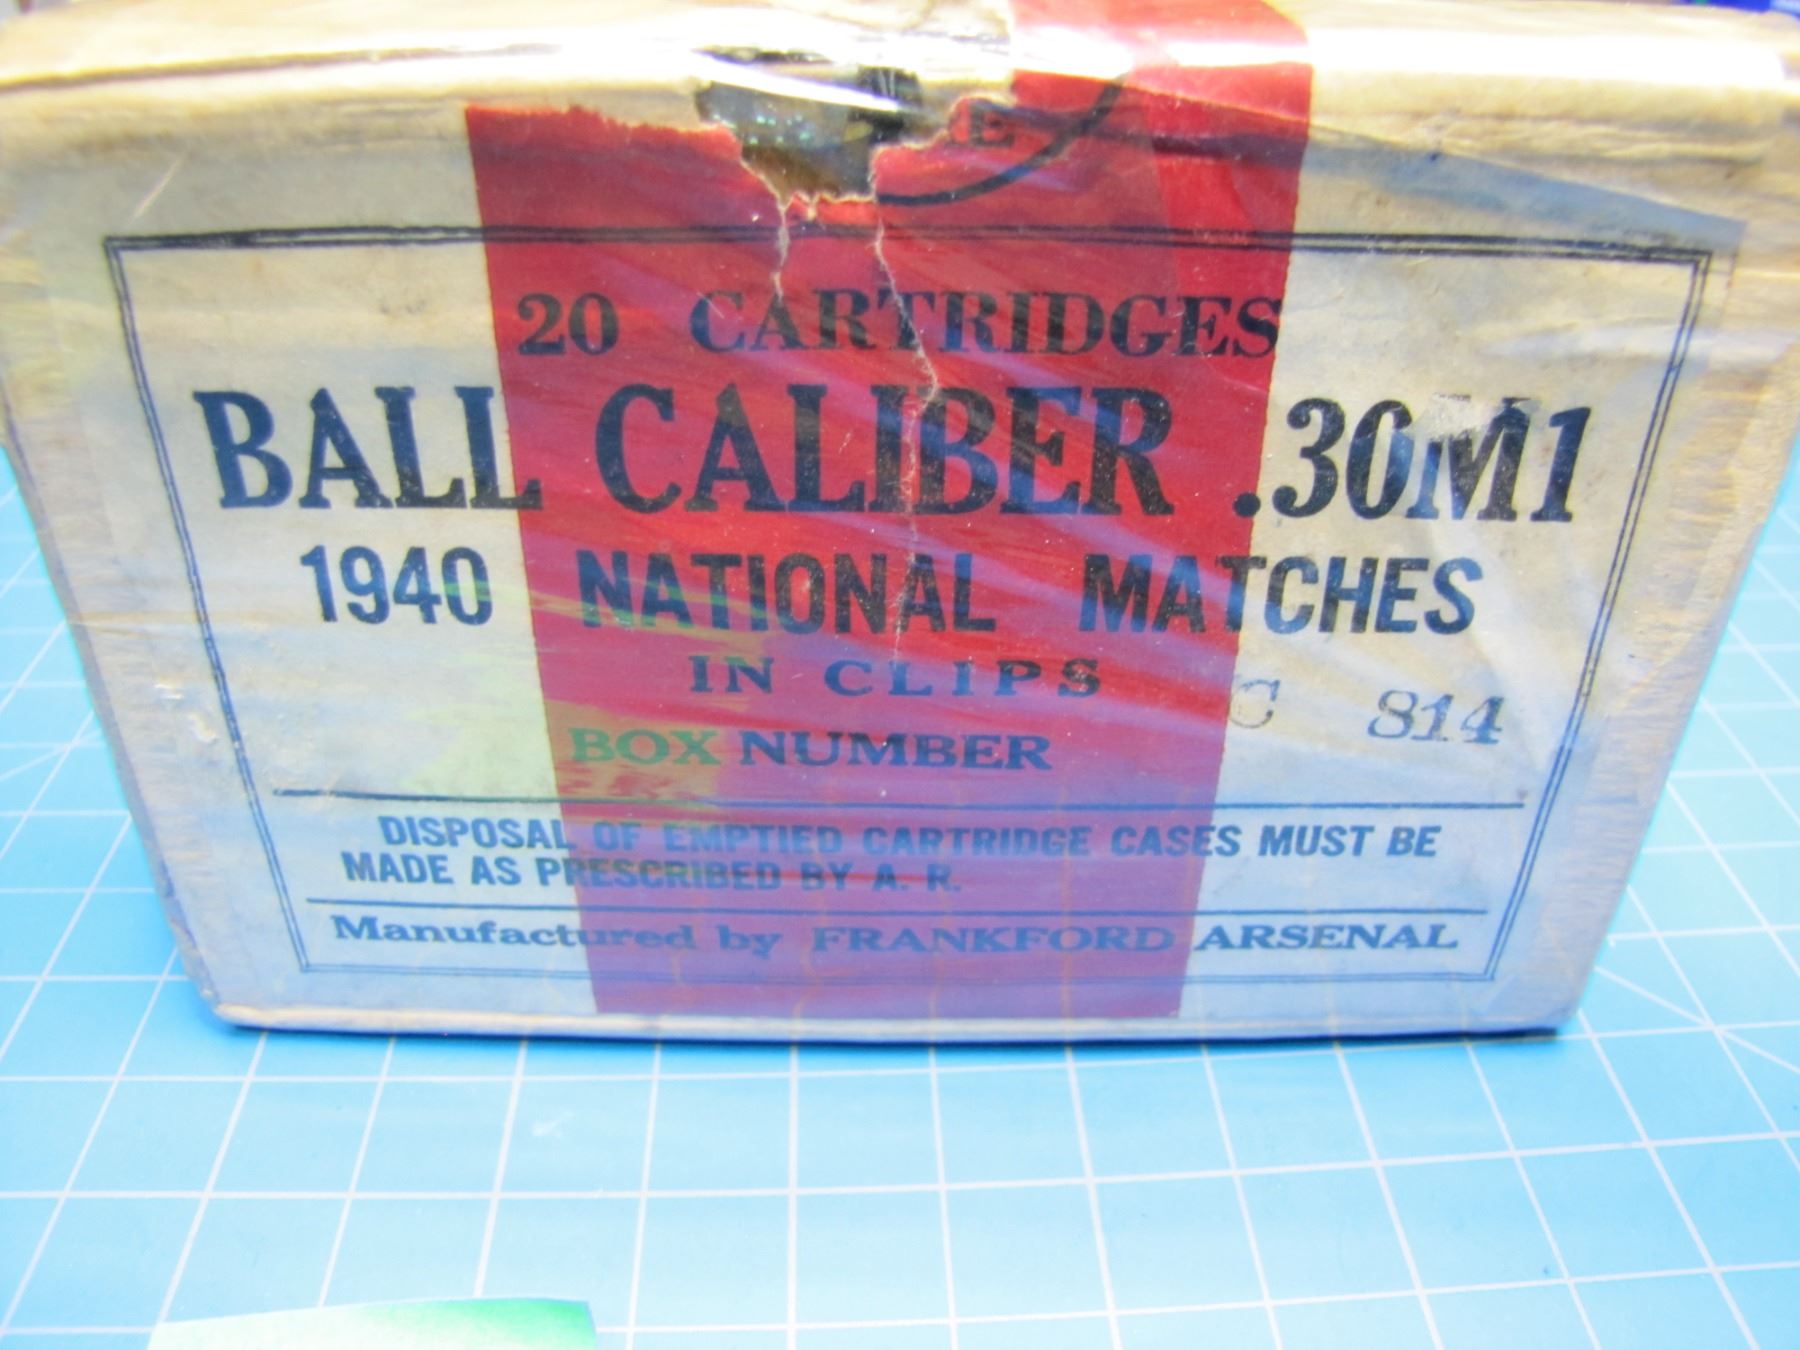 20 CARTRIDGES
BALL CALIBER .30M1
1940 NATIONAL MATCHES
IN CLIPS
C 814
BOX NUMBER
DISPOSAL OF EMPTIED CARTRIDGE CASES MUST BE
MADE AS PRESCRIBED BY A. R.
Manufactured by FRANKFORD ARSENAL